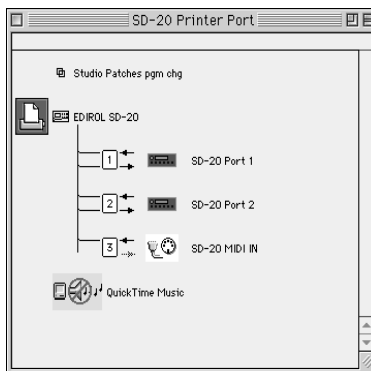 SD-20 Printer Port
Studio Patches pgm chg
EDIROL SD-20
1
SD-20 Port 1
2
SD-20 Port 2
3
SD-20 MIDI IN
QuickTime Music